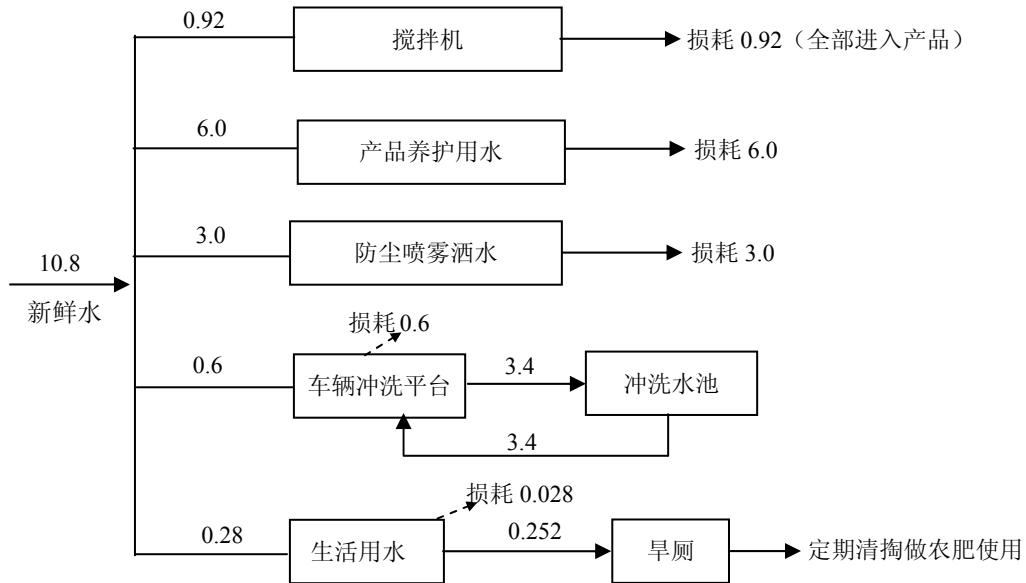 0.92
搅拌机
损耗 0.92（全部进入产品）
6.0
产品养护用水
损耗 6.0
3.0
防尘喷雾洒水
损耗 3.0
10.8
新鲜水
损耗 0.6
0.6
车辆冲洗平台
3.4
冲洗水池
3.4
损耗 0.028
0.28
生活用水
0.252
旱厕
定期清掏做农肥使用